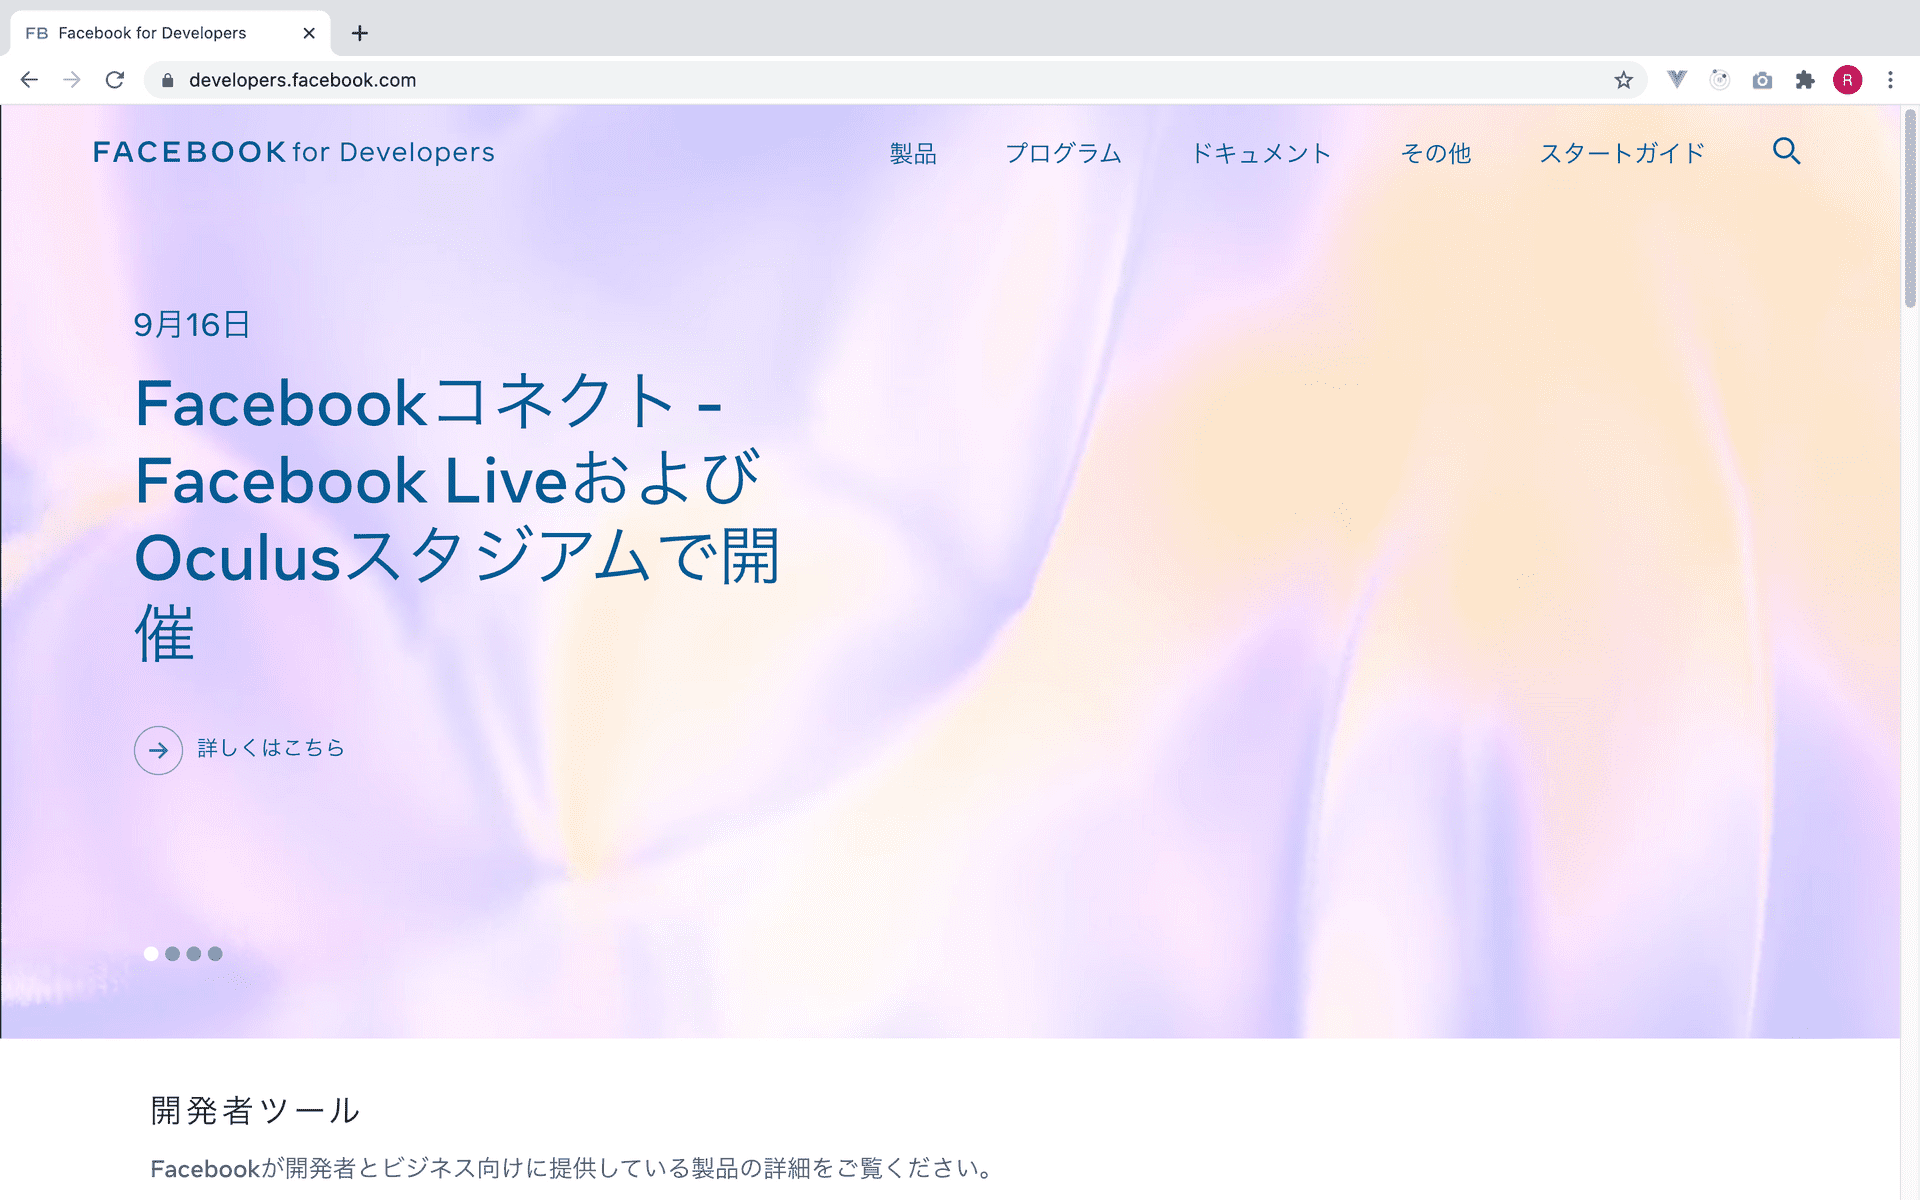 FB Facebook for Developers
developers.facebook.com
R
FACEBOOK for Developers
製品 プログラム ドキュメント その他 スタートガイド
9月16日
Facebookコネクト -
Facebook Liveおよび
Oculusスタジアムで開
催
詳しくはこちら
開発者ツール
Facebookが開発者とビジネス向けに提供している製品の詳細をご覧ください。